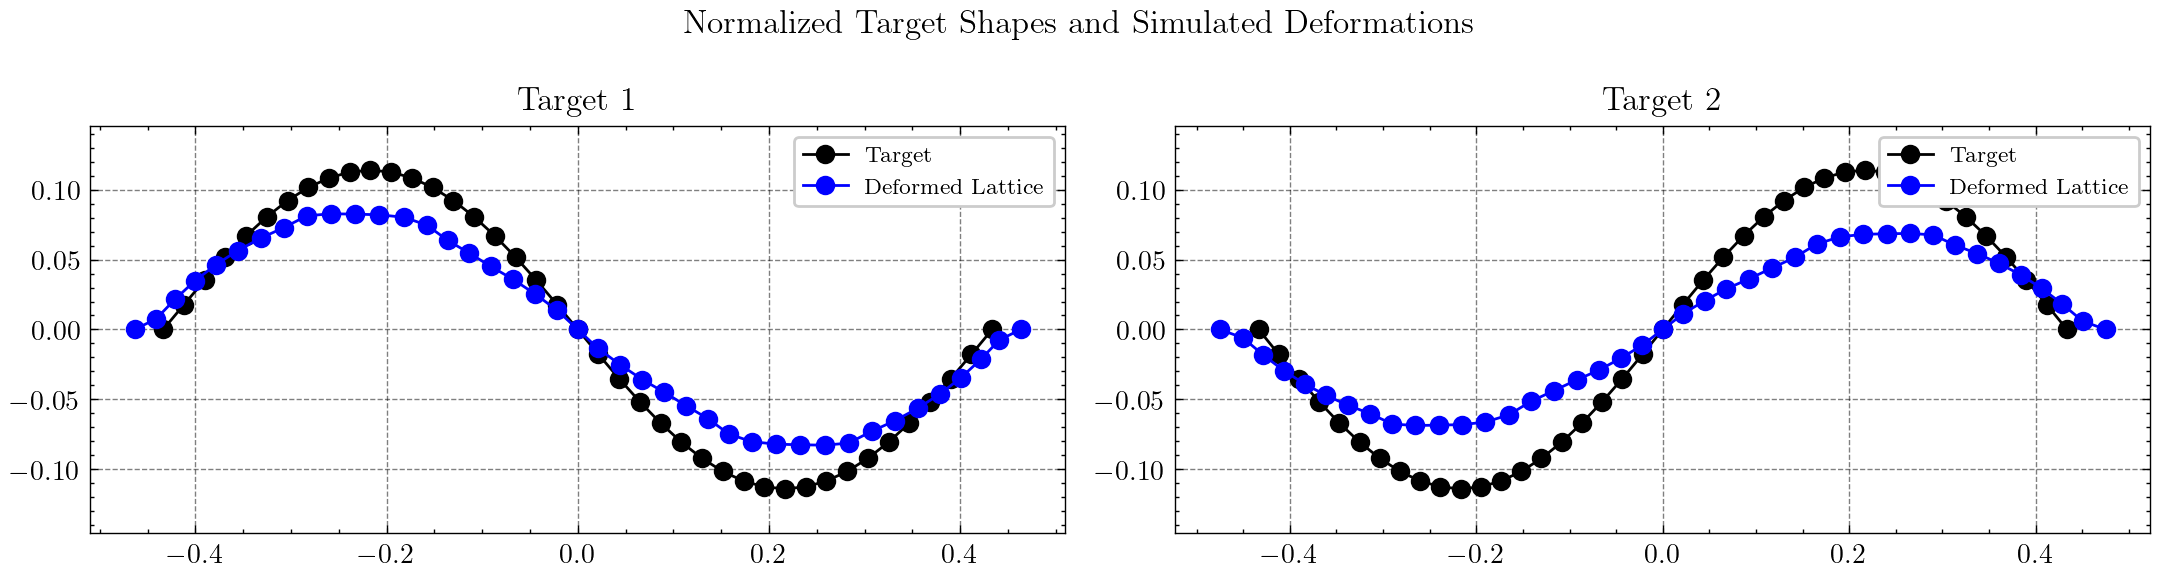 Normalized Target Shapes and Simulated Deformations
Target 1
Target
Deformed Lattice
0.10
0.05
0.00
−0.05
−0.10
−0.4
−0.2
0.0
0.2
0.4
Target 2
Target
Deformed Lattice
0.10
0.05
0.00
−0.05
−0.10
−0.4
−0.2
0.0
0.2
0.4